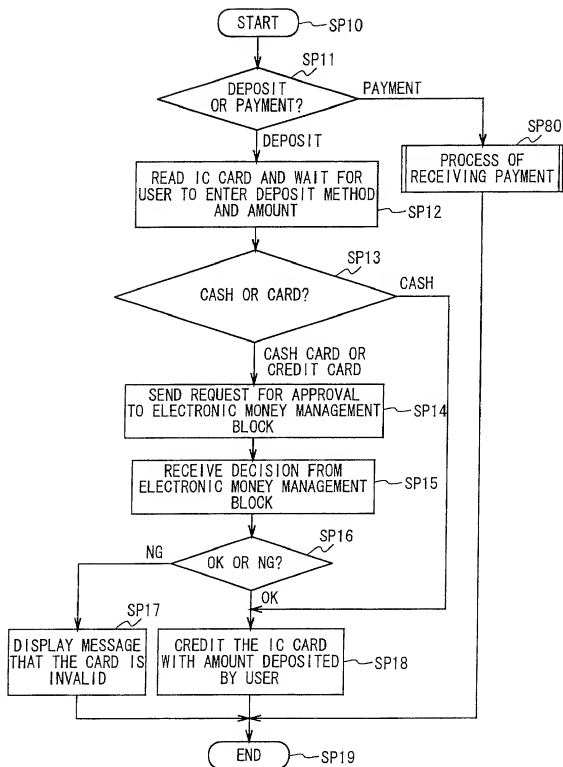 START
SP10
SP11
DEPOSIT
OR PAYMENT?
PAYMENT
DEPOSIT
SP80
PROCESS OF
RECEIVING PAYMENT
READ IC CARD AND WAIT FOR
USER TO ENTER DEPOSIT METHOD
AND AMOUNT
SP12
SP13
CASH OR CARD?
CASH
CASH CARD OR
CREDIT CARD
SEND REQUEST FOR APPROVAL
TO ELECTRONIC MONEY MANAGEMENT
BLOCK
SP14
RECEIVE DECISION FROM
ELECTRONIC MONEY MANAGEMENT
BLOCK
SP15
SP16
NG
OK OR NG?
OK
SP17
DISPLAY MESSAGE
THAT THE CARD IS
INVALID
CREDIT THE IC CARD
WITH AMOUNT DEPOSITED
BY USER
SP18
END
SP19